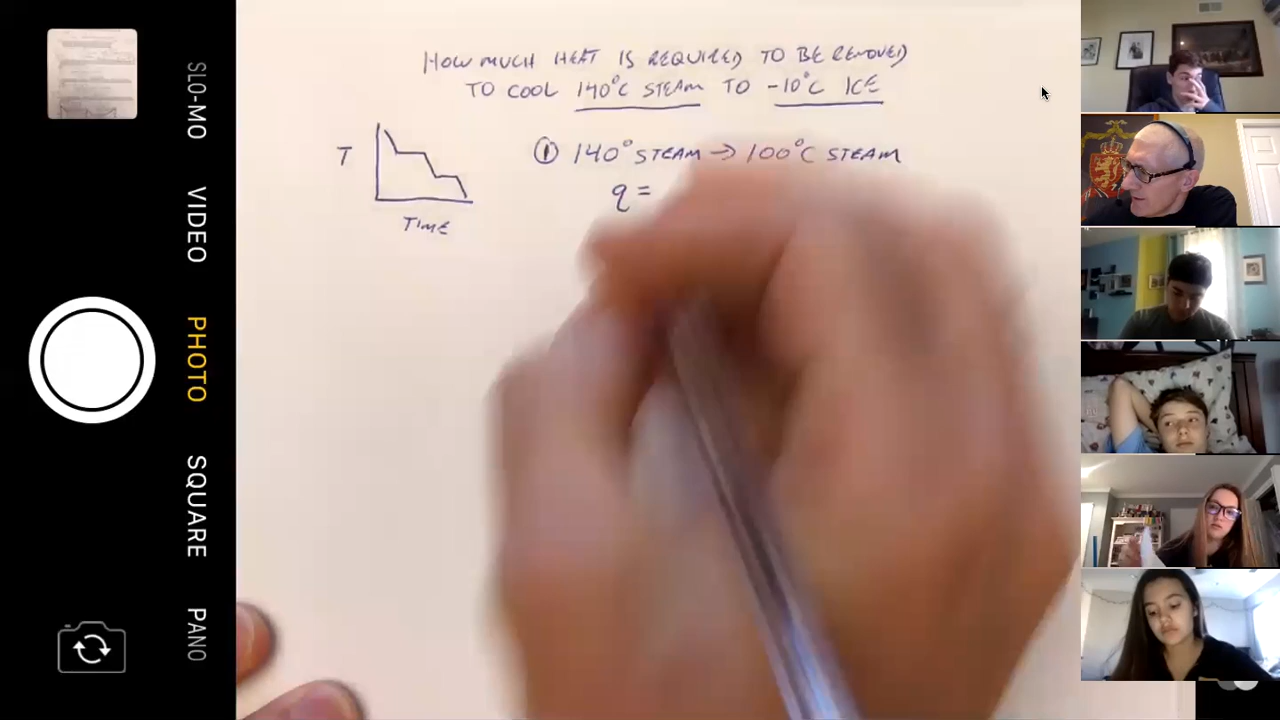 SLO-MO
VIDEO
PHOTO
SQUARE
PANO
HOW MUCH HEAT IS REQUIRED TO BE REMOVED
TO COOL 140°C STEAM TO -10°C ICE
T
TIME
① 140° STEAM → 100°C STEAM
q =